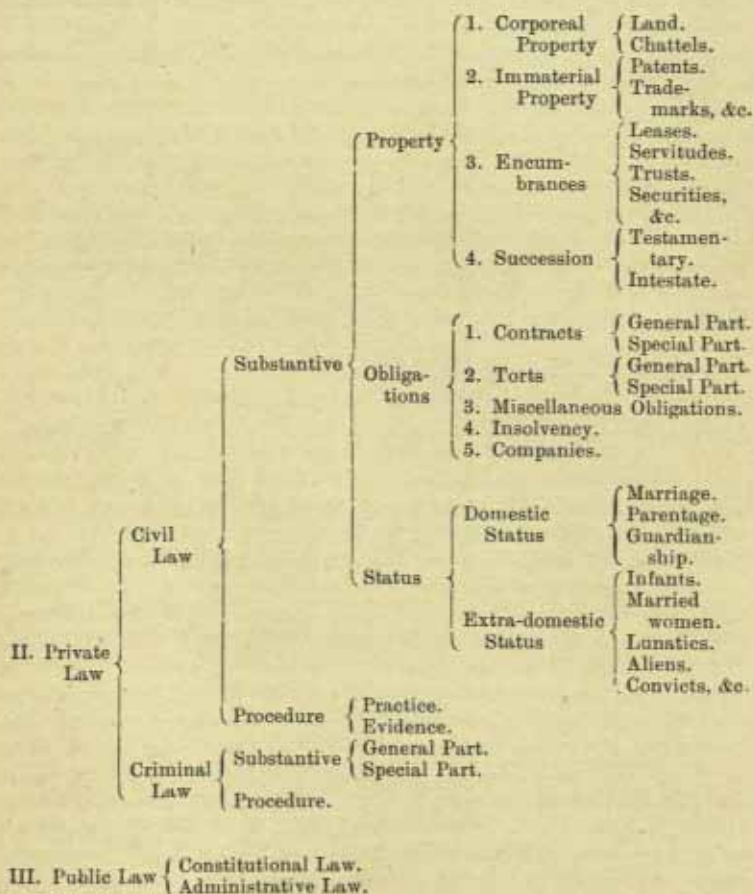 1. Corporeal Property
Land.
Chattels.
2. Immaterial Property
Patents.
Trade-
marks, &c.
Property
3. Encum-
brances
Leases.
Servitudes.
Trusts.
Securities,
&c.
4. Succession
Testamen-
tary.
Intestate.
Substantive
Obliga-
tions
1. Contracts
General Part.
Special Part.
2. Torts
General Part.
Special Part.
3. Miscellaneous Obligations.
4. Insolvency.
5. Companies.
Status
Domestic
Status
Marriage.
Parentage.
Guardian-
ship.
Extra-domestic
Status
Infants.
Married
women.
Lunatics.
Aliens.
Convicts, &c.
II. Private
Law
Civil
Law
Procedure
Practice.
Evidence.
Criminal
Law
Substantive
General Part.
Special Part.
Procedure.
III. Public Law
Constitutional Law.
Administrative Law.